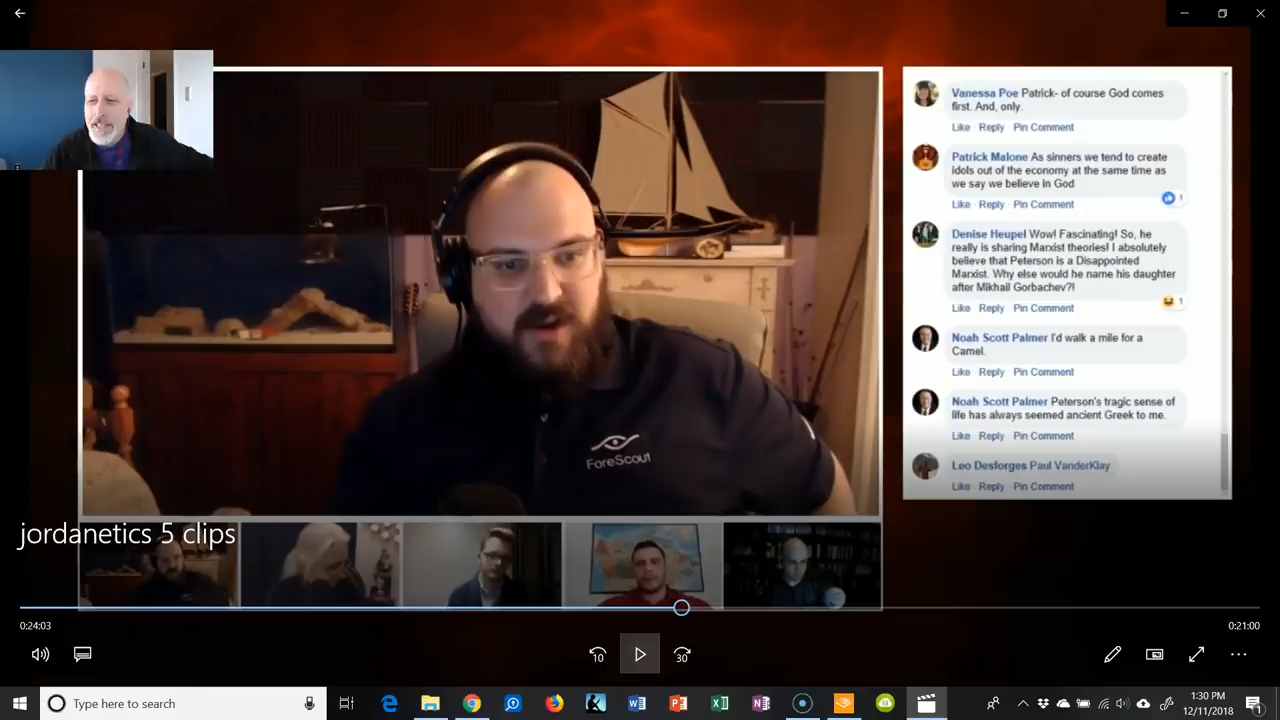 Vanessa Poe Patrick- of course God comes
first. And, only.
Like Reply Pin Comment
Patrick Malone As sinners we tend to create
idols out of the economy at the same time as
we say we believe in God
Like Reply Pin Comment
1
Denise Heupel Wow! Fascinating! So, he
really is sharing Marxist theories! I absolutely
believe that Peterson is a Disappointed
Marxist. Why else would he name his daughter
after Mikhail Gorbachev?!
1
Like Reply Pin Comment
Noah Scott Palmer I'd walk a mile for a
Camel.
Like Reply Pin Comment
Noah Scott Palmer Peterson's tragic sense of
life has always seemed ancient Greek to me.
Like Reply Pin Comment
Leo Desforges Paul VanderKlay
Like Reply Pin Comment
ForeScout
jordanetics 5 clips
0:24:03
0:21:00
10
30
Type here to search
1:30 PM
12/11/2018